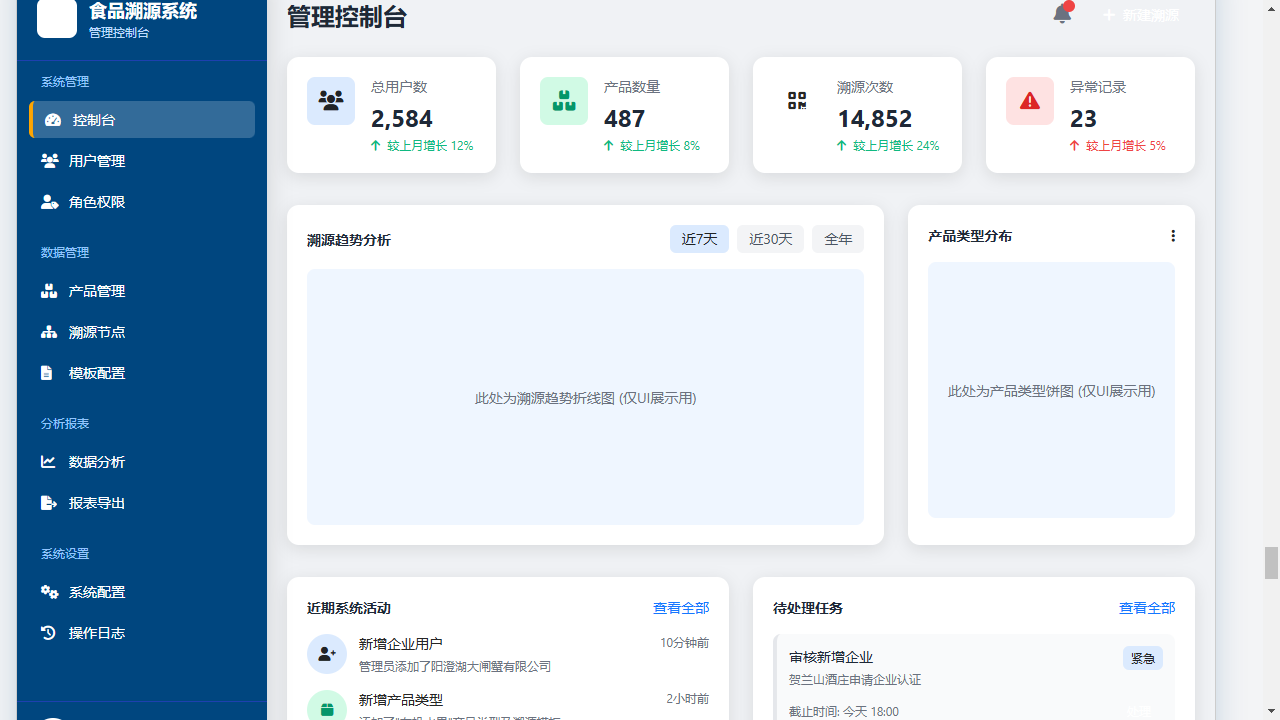 食品溯源系统
管理控制台
系统管理
控制台
用户管理
角色权限
数据管理
产品管理
溯源节点
模板配置
分析报表
数据分析
报表导出
系统设置
系统配置
操作日志
管理控制台
新建溯源
总用户数
2,584
较上月增长 12%
产品数量
487
较上月增长 8%
溯源次数
14,852
较上月增长 24%
异常记录
23
较上月增长 5%
溯源趋势分析
近7天
近30天
全年
此处为溯源趋势折线图 (仅UI展示用)
产品类型分布
此处为产品类型饼图 (仅UI展示用)
近期系统活动
查看全部
新增企业用户
10分钟前
管理员添加了阳澄湖大闸蟹有限公司
新增产品类型
2小时前
待处理任务
查看全部
审核新增企业
紧急
贺兰山酒庄申请企业认证
截止时间: 今天 18:00